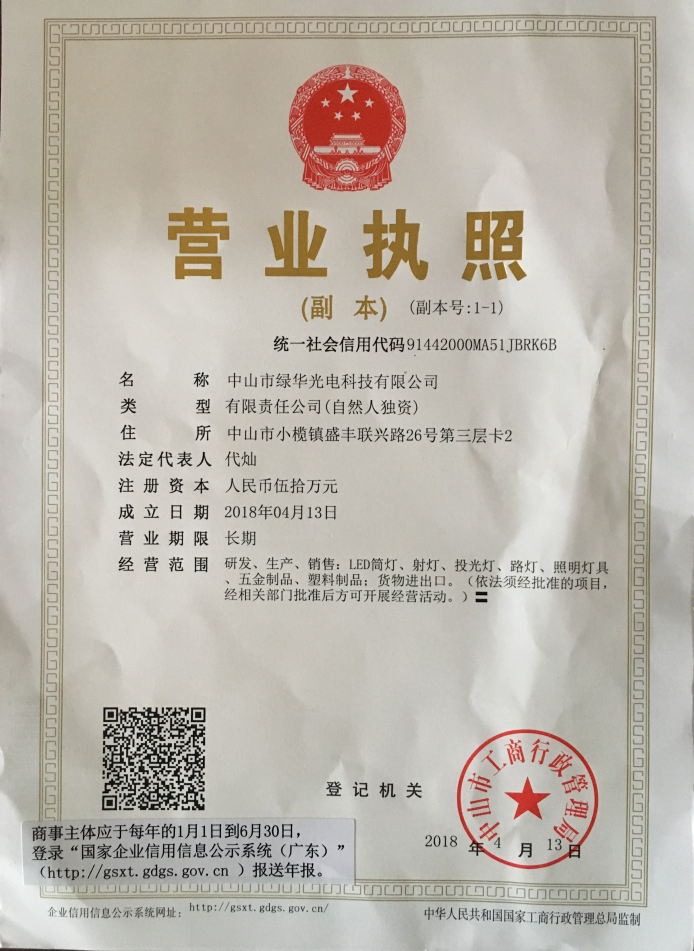 营业执照
(副 本) (副本号:1-1)
统一社会信用代码91442000MA51JBRK6B
名 称 中山市绿华光电科技有限公司
类 型 有限责任公司(自然人独资)
住 所 中山市小榄镇盛丰联兴路26号第三层卡2
法定代表人 代灿
注 册 资 本 人民币伍拾万元
成 立 日 期 2018年04月13日
营 业 期 限 长期
经 营 范 围 研发、生产、销售: LED筒灯、射灯、投光灯、路灯、照明灯具
、五金制品、塑料制品; 货物进出口。(依法须经批准的项目,
经相关部门批准后方可开展经营活动。)〓
登 记 机 关
中山市工商行政管理局
2018 年 4 月 13 日
商事主体应于每年的1月1日到6月30日,
登录“国家企业信用信息公示系统(广东)”
(http://gsxt.gdgs.gov.cn )报送年报。
企业信用信息公示系统网址: http://gsxt.gdgs.gov.cn/
中华人民共和国国家工商行政管理总局监制